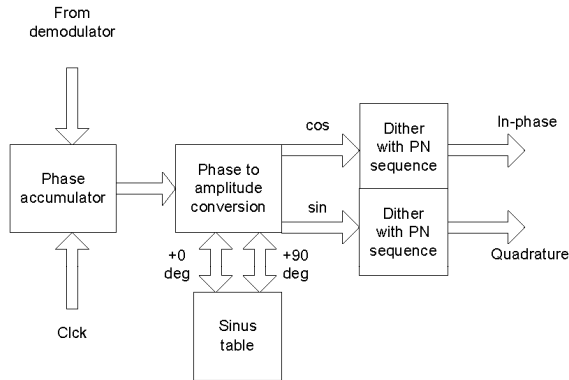 From
demodulator
Phase
accumulator
Clck
Phase to
amplitude
conversion
+0
deg
+90
deg
Sinus
table
cos
sin
Dither
with PN
sequence
Dither
with PN
sequence
In-phase
Quadrature